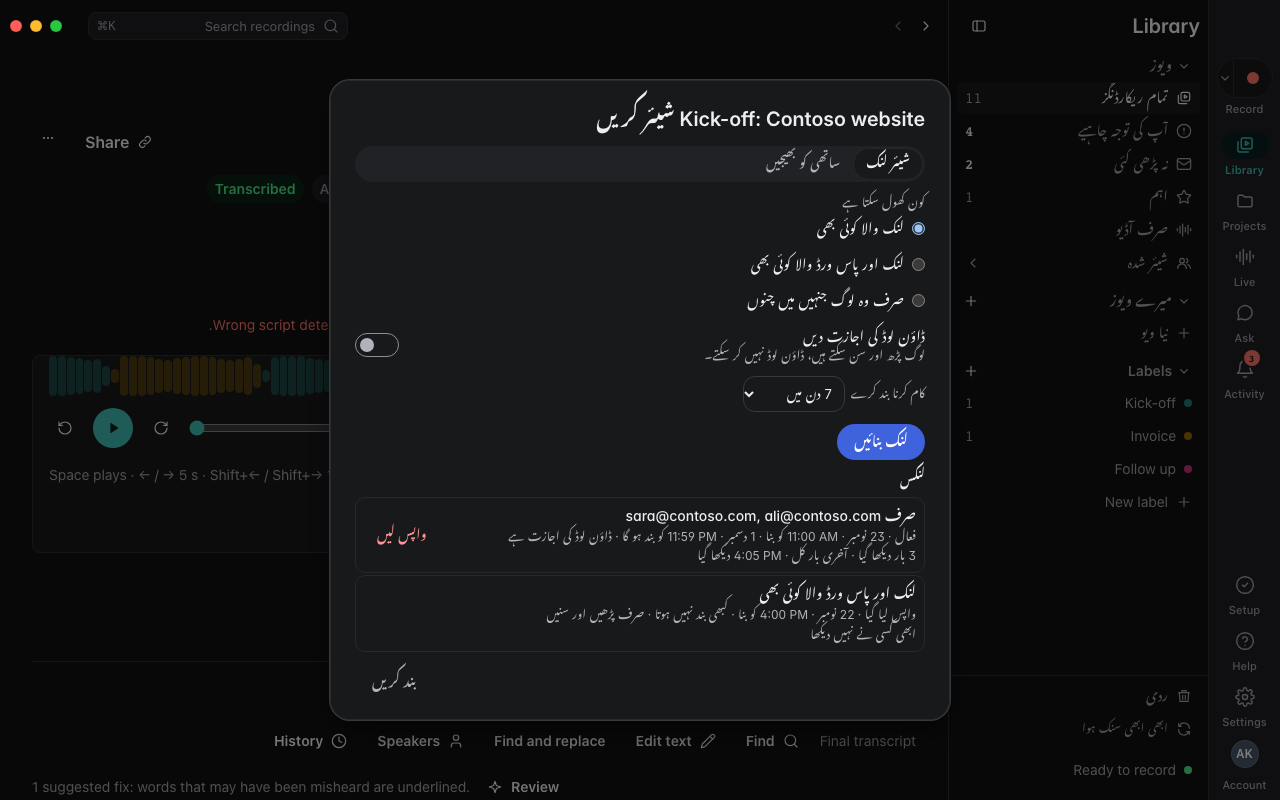 ⌘K
Search recordings
Library
ویوز
تمام ریکارڈنگز
11
آپ کی توجہ چاہیے
4
نہ پڑھی گئی
2
اہم
1
صرف آڈیو
شیئر شدہ
میرے ویوز
نیا ویو
Labels
Kick-off
1
Invoice
1
Follow up
New label
ردی
ابھی ابھی سنک ہوا
Ready to record
Record
Library
Projects
Live
Ask
3
Activity
Setup
Help
Settings
AK
Account
Share
Transcribed
.Wrong script
Space plays · ← / → 5 s · Shift+← / Shift+→
Kick-off: Contoso website شیئر کریں
شیئر لنک
ساتھی کو بھیجیں
کون کھول سکتا ہے
لنک والا کوئی بھی
لنک اور پاس ورڈ والا کوئی بھی
صرف وہ لوگ جنہیں میں چنوں
ڈاؤن لوڈ کی اجازت دیں
لوگ پڑھ اور سن سکتے ہیں، ڈاؤن لوڈ نہیں کر سکتے۔
کام کرنا بند کرے
7 دن میں
لنک بنائیں
لنکس
صرف sara@contoso.com, ali@contoso.com
فعال · 23 نومبر · 11:00 AM کو بنا · 1 دسمبر · 11:59 PM کو بند ہو گا · ڈاؤن لوڈ کی اجازت ہے
3 بار دیکھا گیا · آخری بار کل · 4:05 PM دیکھا گیا
واپس لیں
لنک اور پاس ورڈ والا کوئی بھی
واپس لیا گیا · 22 نومبر · 4:00 PM کو بنا · کبھی بند نہیں ہوتا · صرف پڑھیں اور سنیں
ابھی کسی نے نہیں دیکھا
بند کریں
History
Speakers
Find and replace
Edit text
Find
Final transcript
1 suggested fix: words that may have been misheard are underlined.
Review